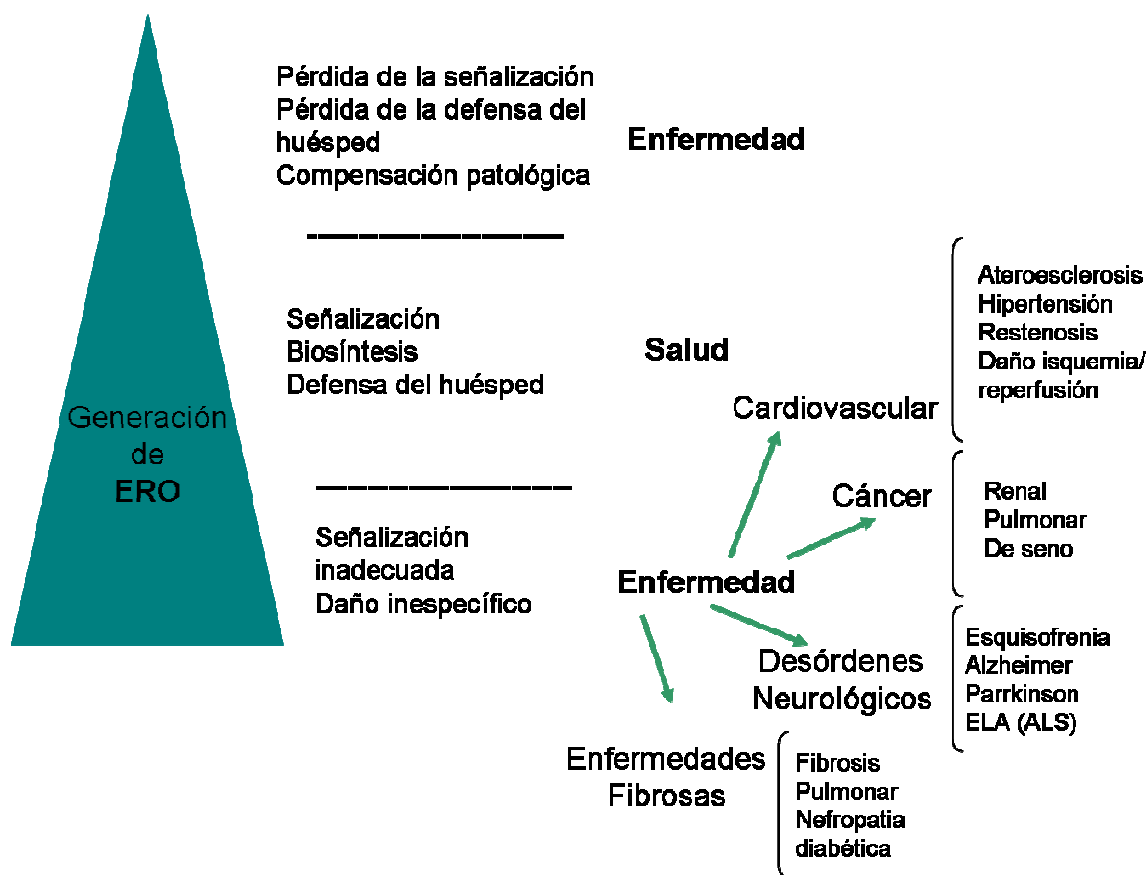 Pérdida de la señalización
Pérdida de la defensa del
huésped
Compensación patológica
Enfermedad
Señalización
Biosíntesis
Defensa del huésped
Salud
Generación
de
ERO
Señalización
inadecuada
Daño inespecífico
Enfermedad
Cardiovascular
Ateroesclerosis
Hipertensión
Restenosis
Daño isquemia/
reperfusión
Cáncer
Renal
Pulmonar
De seno
Desórdenes
Neurológicos
Esquisofrenia
Alzheimer
Parrkinson
ELA (ALS)
Enfermedades
Fibrosas
Fibrosis
Pulmonar
Nefropatia
diabética